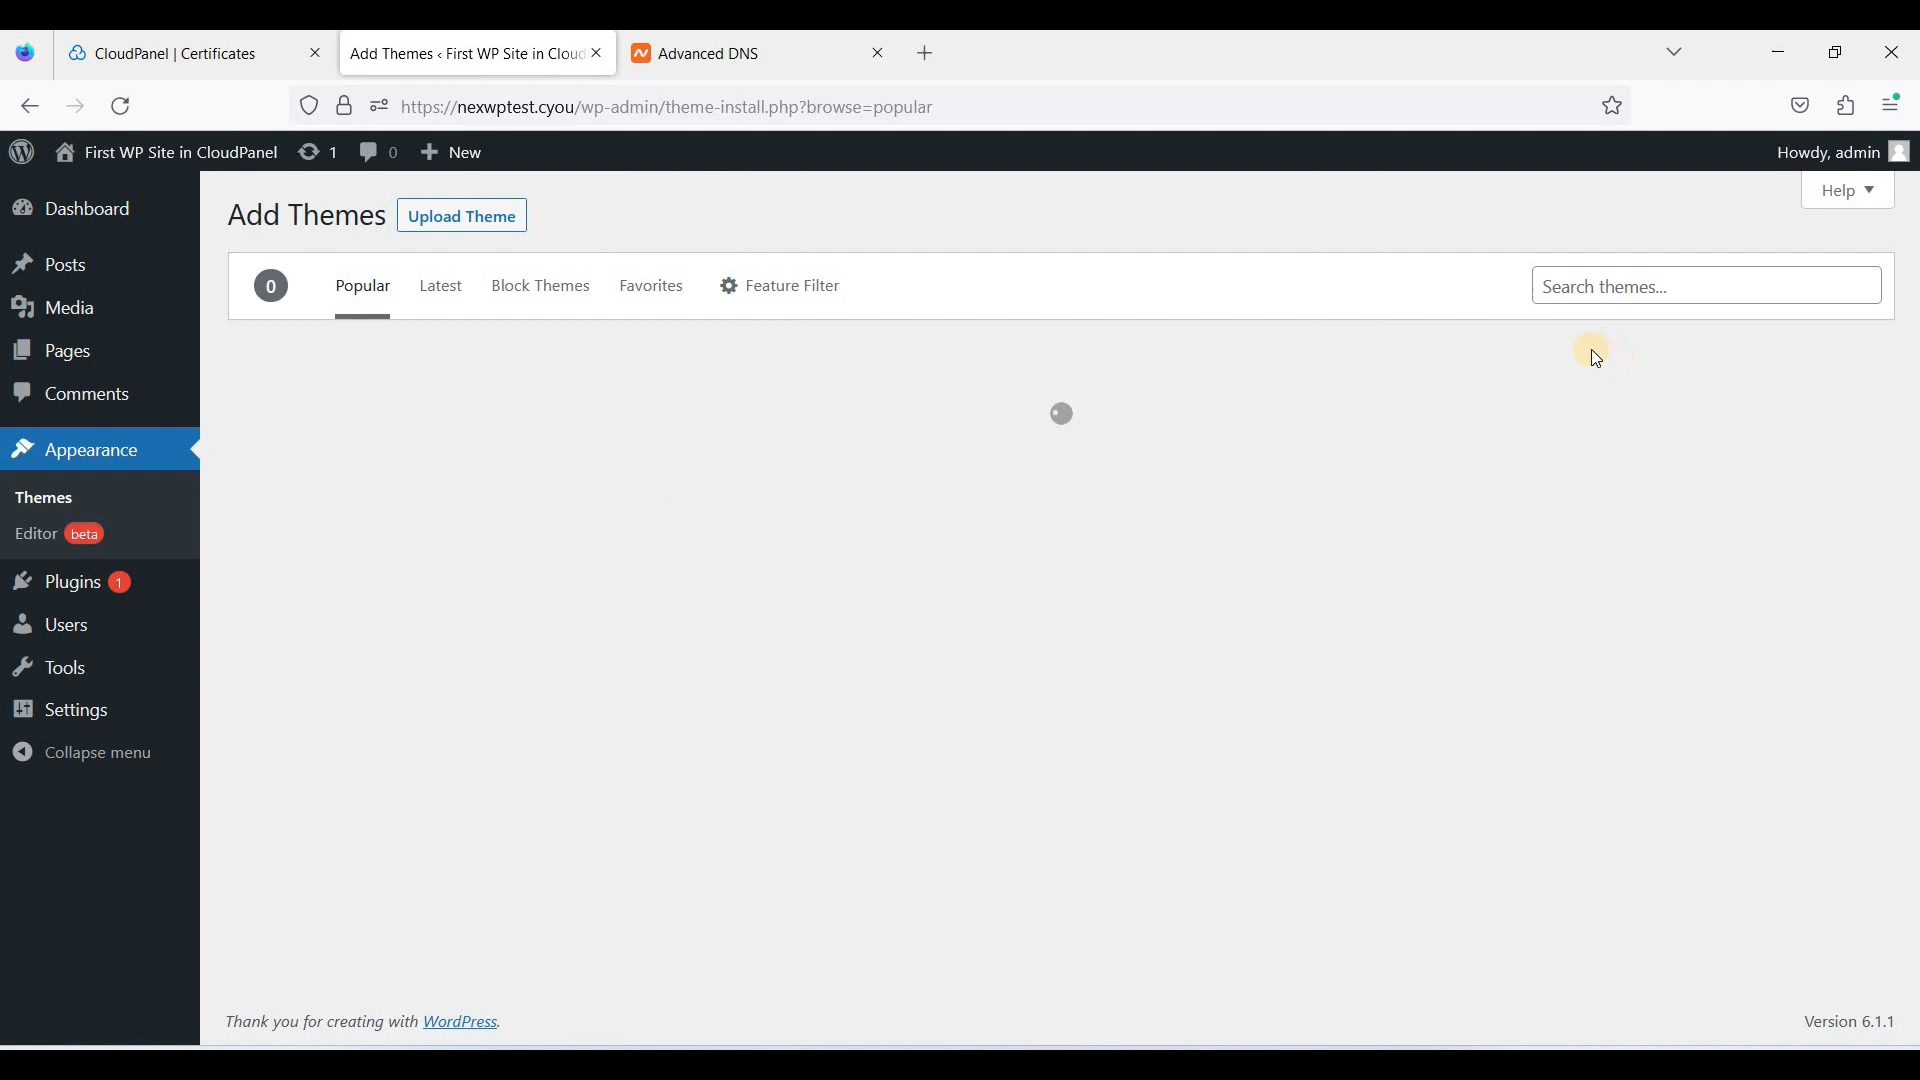 CloudPanel | Certificates
Add Themes ‹ First WP Site in Cloud
Advanced DNS
https://nexwptest.cyou/wp-admin/theme-install.php?browse=popular
First WP Site in CloudPanel
1
0
New
Howdy, admin
Dashboard
Posts
Media
Pages
Comments
Appearance
Themes
Editor beta
Plugins 1
Users
Tools
Settings
Collapse menu
Help
Add Themes
Upload Theme
0
Popular
Latest
Block Themes
Favorites
Feature Filter
Search themes...
Thank you for creating with WordPress.
Version 6.1.1